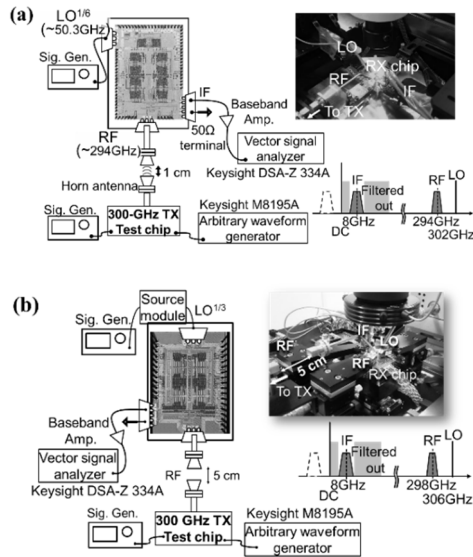 (a)
LO1/6
(~50.3GHz)
Sig. Gen.
IF
Baseband
Amp.
50Ω
terminal
RF
(~294GHz)
Vector signal
analyzer
Keysight DSA-Z 334A
1 cm
Horn antenna
Sig. Gen.
300-GHz TX
Test chip
Keysight M8195A
Arbitrary waveform
generator
LO
RX chip
RF
IF
To TX
IF
Filtered
out
RF
LO
DC
8GHz
294GHz
302GHz
(b)
Source
module
LO1/3
Sig. Gen.
Baseband
Amp.
Vector signal
analyzer
Keysight DSA-Z 334A
RF
5 cm
Sig. Gen.
300 GHz TX
Test chip
Keysight M8195A
Arbitrary waveform
generator
IF
RF
LO
5 cm
RF
RX chip
To TX
IF
Filtered
out
RF
LO
DC
8GHz
298GHz
306GHz